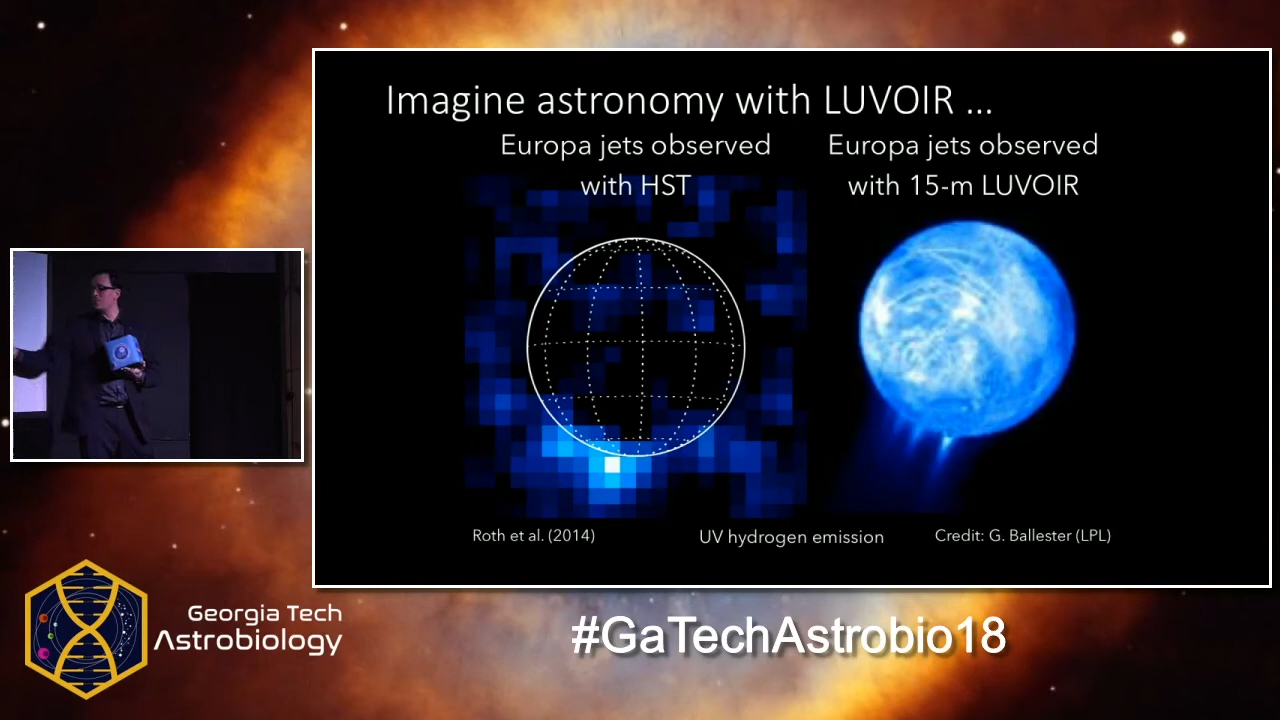 Imagine astronomy with LUVOIR ...
Europa jets observed
with HST
Europa jets observed
with 15-m LUVOIR
Roth et al. (2014)
UV hydrogen emission
Credit: G. Ballester (LPL)
Georgia Tech
Astrobiology
#GaTechAstrobio18